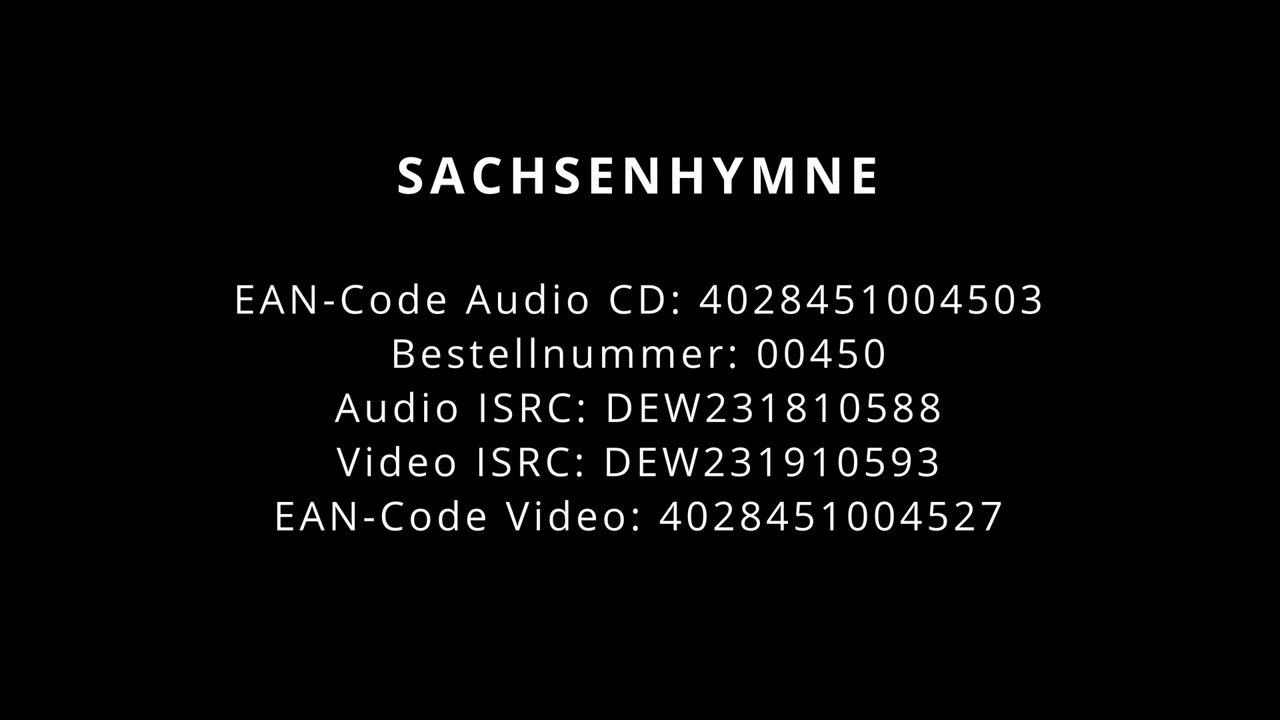 SACHSENHYMNE
EAN-Code Audio CD: 4028451004503
Bestellnummer: 00450
Audio ISRC: DEW231810588
Video ISRC: DEW231910593
EAN-Code Video: 4028451004527